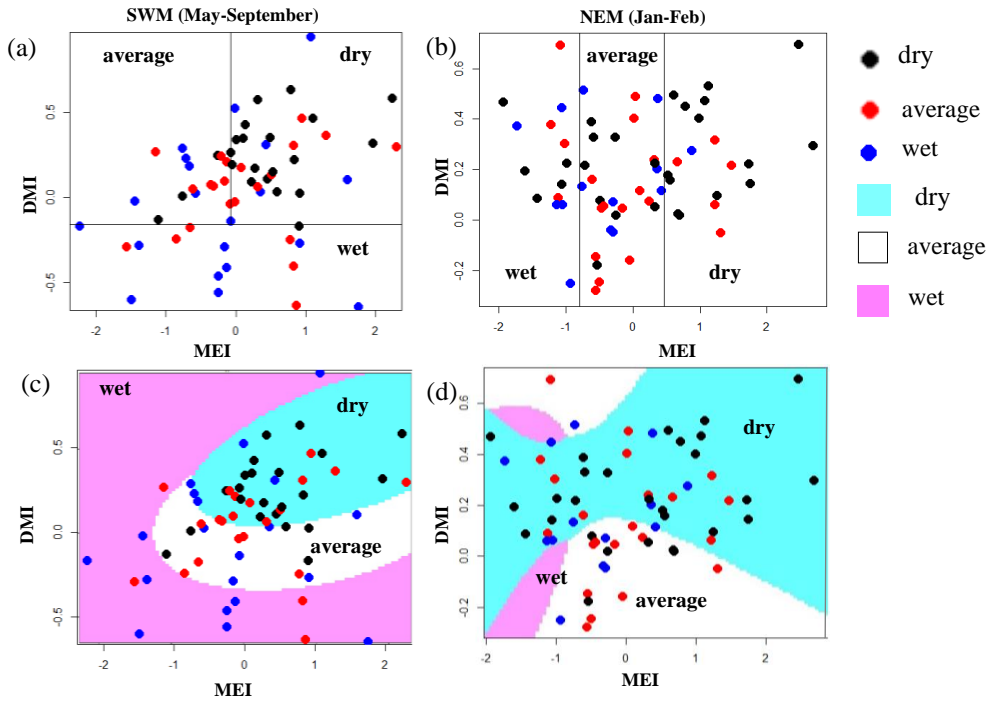 SWM (May-September)
NEM (Jan-Feb)
(a)
average
dry
wet
DMI
0.5
0.0
-0.5
-2
-1
0
1
2
MEI
(b)
average
wet
dry
DMI
0.6
0.4
0.2
0.0
-0.2
-2
-1
0
1
2
MEI
dry
average
wet
dry
average
wet
(c)
wet
dry
average
DMI
0.5
0.0
-0.5
-2
-1
0
1
2
MEI
(d)
dry
wet
average
DMI
0.6
0.4
0.2
0.0
-0.2
-2
-1
0
1
2
MEI